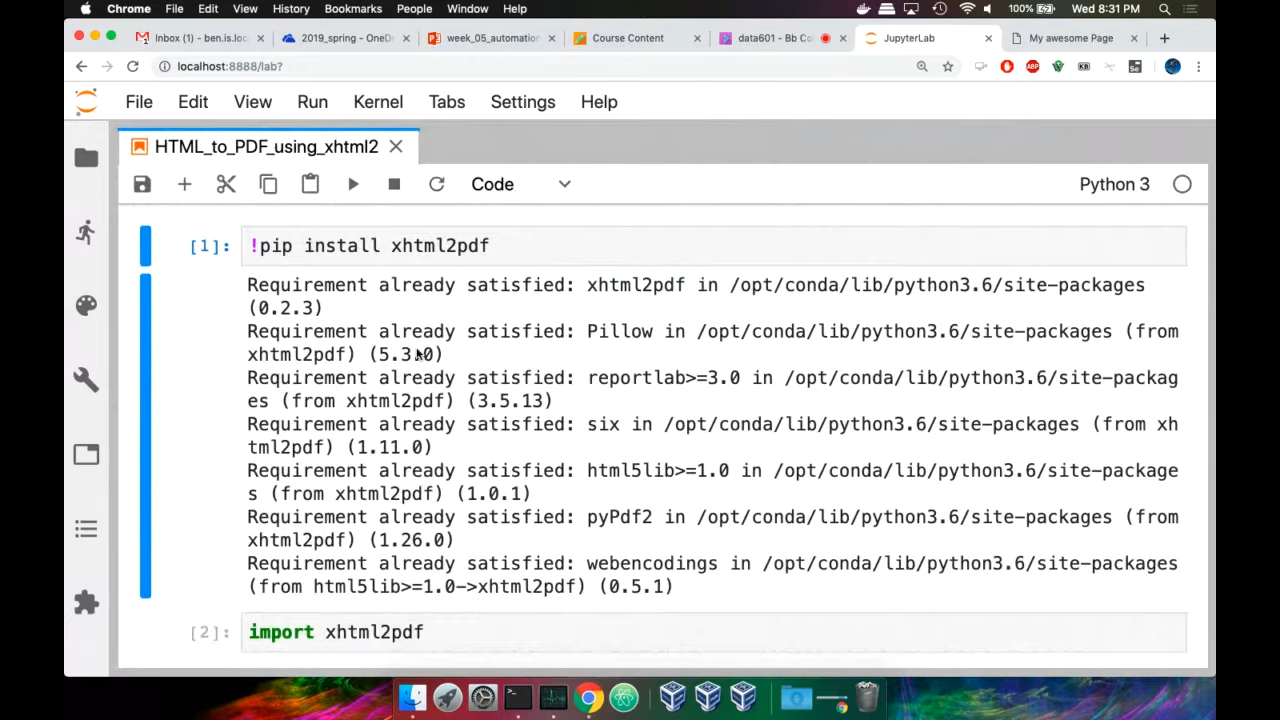 Chrome File Edit View History Bookmarks People Window Help 100% Wed 8:31 PM
Inbox (1) - ben.is.loc 2019_spring - OneDr week_05_automation Course Content data601 - Bb Co JupyterLab My awesome Page
localhost:8888/lab?
ABP KB Se
File Edit View Run Kernel Tabs Settings Help
HTML_to_PDF_using_xhtml2
Code Python 3
[1]: !pip install xhtml2pdf
Requirement already satisfied: xhtml2pdf in /opt/conda/lib/python3.6/site-packages
(0.2.3)
Requirement already satisfied: Pillow in /opt/conda/lib/python3.6/site-packages (from
xhtml2pdf) (5.3.0)
Requirement already satisfied: reportlab>=3.0 in /opt/conda/lib/python3.6/site-packag
es (from xhtml2pdf) (3.5.13)
Requirement already satisfied: six in /opt/conda/lib/python3.6/site-packages (from xh
tml2pdf) (1.11.0)
Requirement already satisfied: html5lib>=1.0 in /opt/conda/lib/python3.6/site-package
s (from xhtml2pdf) (1.0.1)
Requirement already satisfied: pyPdf2 in /opt/conda/lib/python3.6/site-packages (from
xhtml2pdf) (1.26.0)
Requirement already satisfied: webencodings in /opt/conda/lib/python3.6/site-packages
(from html5lib>=1.0->xhtml2pdf) (0.5.1)
[2]: import xhtml2pdf